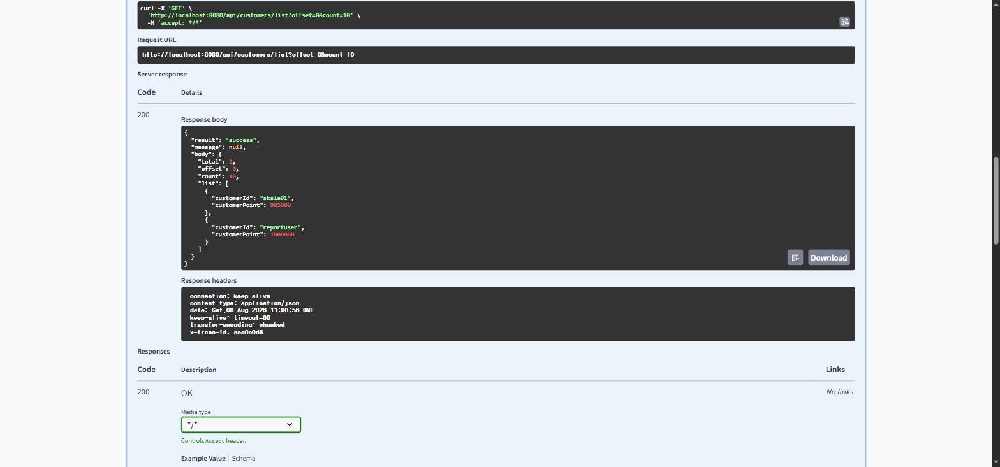 curl -X 'GET' \
'http://localhost:8080/api/customers/list?offset=0&count=10' \
-H 'accept: */*'
Request URL
http://localhost:8080/api/customers/list?offset=0&count=10
Server response
Code Details
200
Response body
{
"result": "success",
"message": null,
"body": {
"total": 2,
"offset": 0,
"count": 10,
"list": [
{
"customerId": "skala01",
"customerPoint": 985000
},
{
"customerId": "reportuser",
"customerPoint": 1000000
}
]
}
}
Download
Response headers
connection: keep-alive
content-type: application/json
date: Sat,08 Aug 2026 11:03:56 GMT
keep-alive: timeout=60
transfer-encoding: chunked
x-trace-id:
Responses
Code Description Links
200 OK No links
Media type
*/*
Controls Accept header.
Example Value Schema